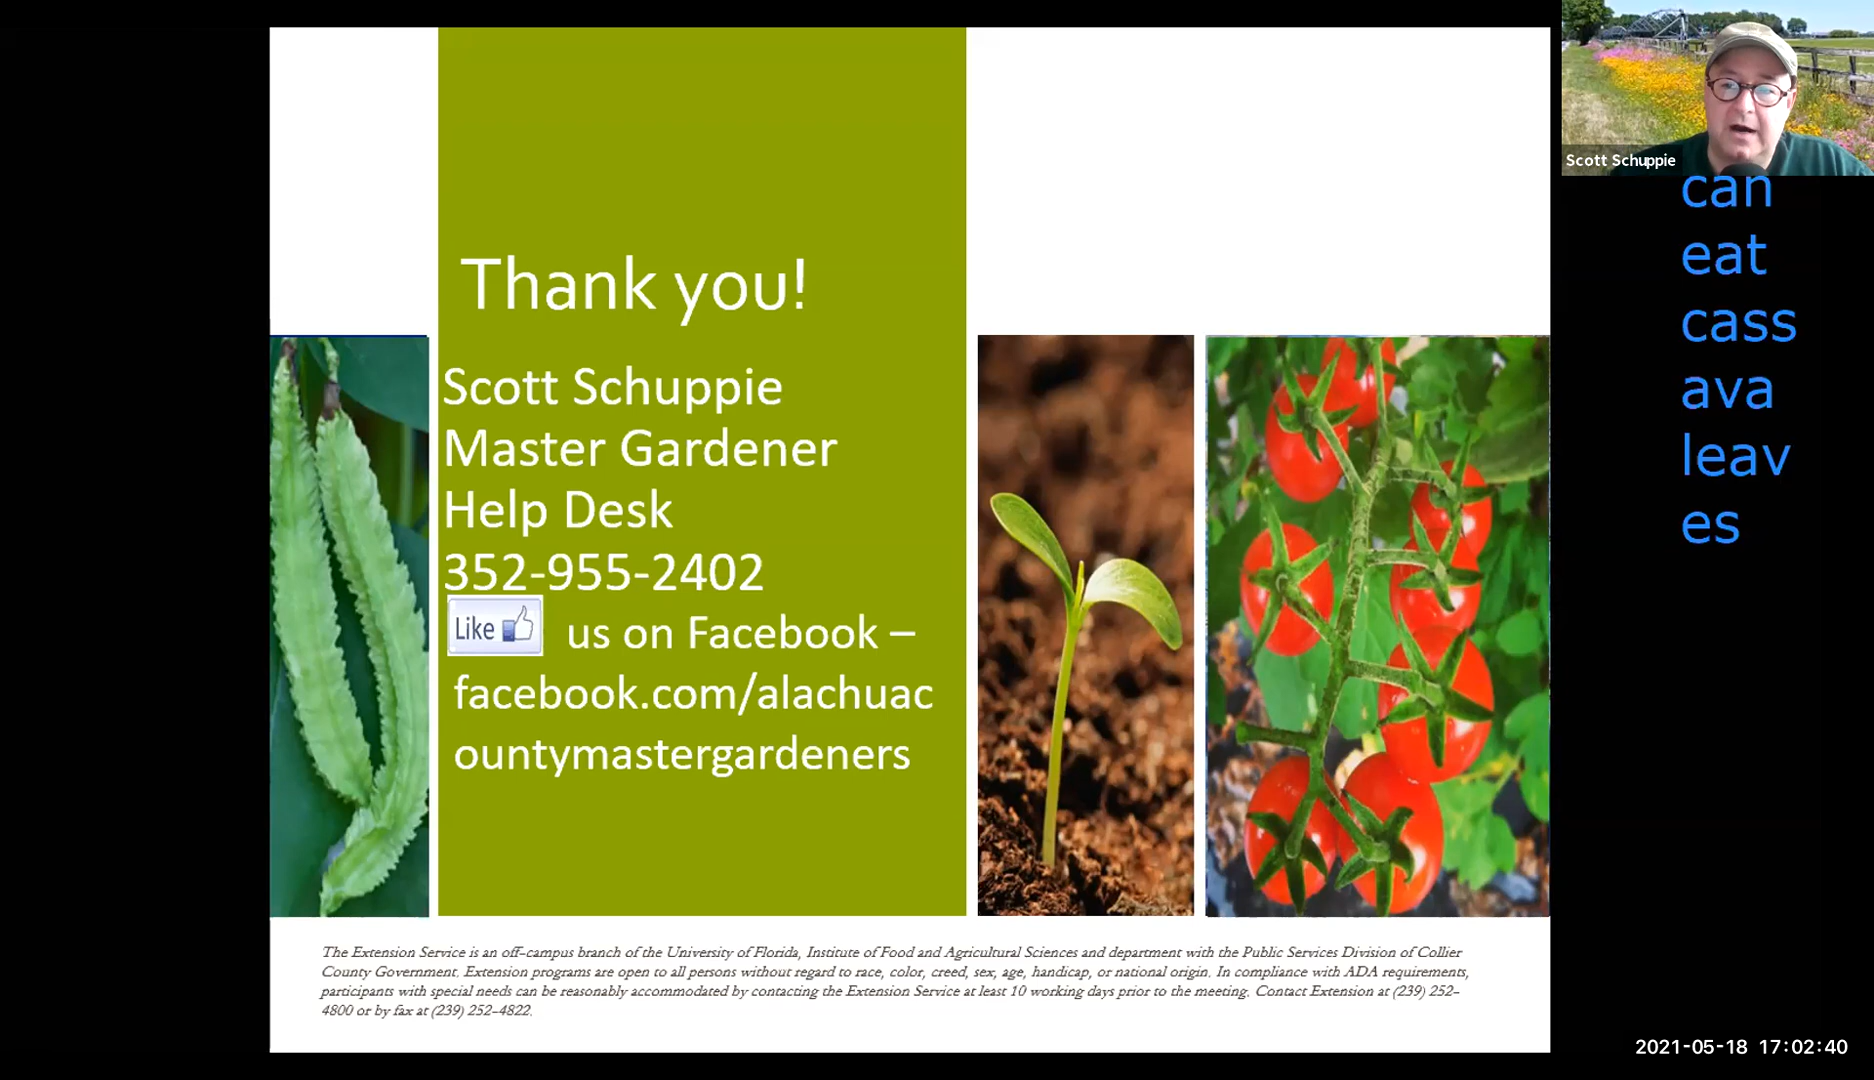 Thank you!
Scott Schuppie
Master Gardener
Help Desk
352-955-2402
Like us on Facebook –
facebook.com/alachuac
ountymastergardeners
The Extension Service is an off-campus branch of the University of Florida, Institute of Food and Agricultural Sciences and department with the Public Services Division of Collier
County Government. Extension programs are open to all persons without regard to race, color, creed, sex, age, handicap, or national origin. In compliance with ADA requirements,
participants with special needs can be reasonably accommodated by contacting the Extension Service at least 10 working days prior to the meeting. Contact Extension at (239) 252-
4800 or by fax at (239) 252-4822.
Scott Schuppie
can
eat
cass
ava
leav
es
2021-05-18 17:02:40